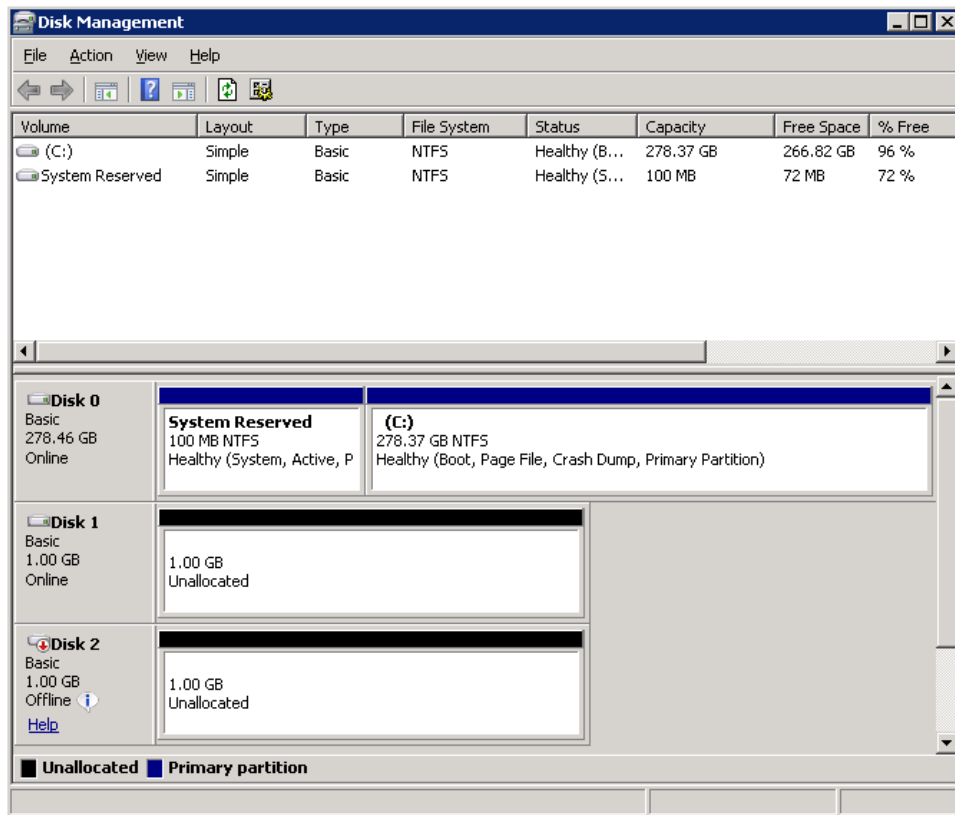 Disk Management
File Action View Help
Volume Layout Type File System Status Capacity Free Space % Free
(C:) Simple Basic NTFS Healthy (B... 278.37 GB 266.82 GB 96 %
System Reserved Simple Basic NTFS Healthy (S... 100 MB 72 MB 72 %
Disk 0
Basic
278.46 GB
Online
System Reserved
100 MB NTFS
Healthy (System, Active, P
(C:)
278.37 GB NTFS
Healthy (Boot, Page File, Crash Dump, Primary Partition)
Disk 1
Basic
1.00 GB
Online
1.00 GB
Unallocated
Disk 2
Basic
1.00 GB
Offline
Help
1.00 GB
Unallocated
Unallocated Primary partition